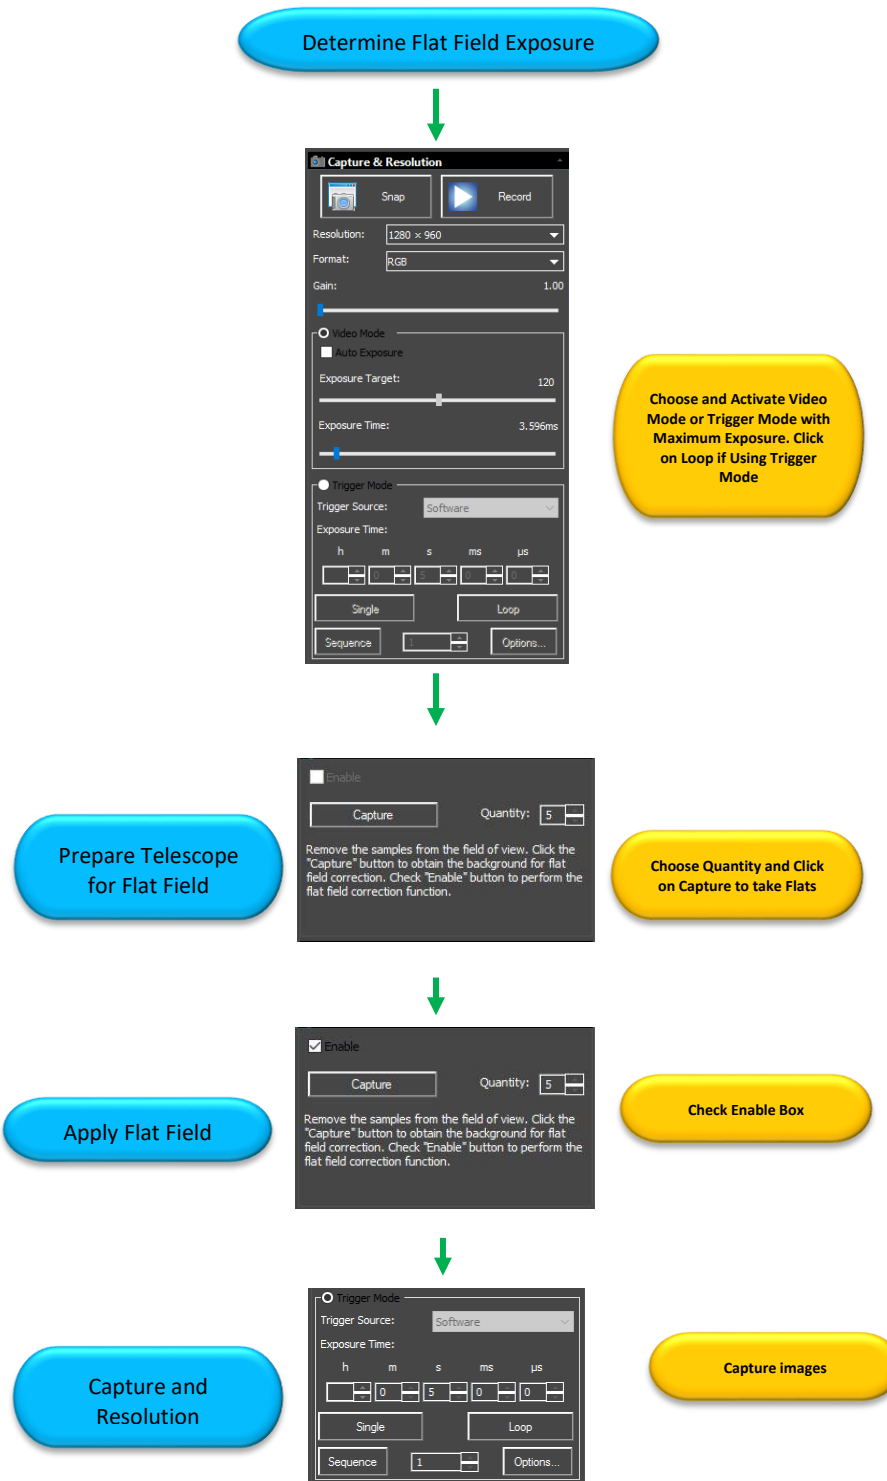 Determine Flat Field Exposure
Capture & Resolution
Snap
Record
Resolution:
1280 × 960
Format:
RGB
Gain:
1.00
Video Mode
Auto Exposure
Exposure Target:
120
Exposure Time:
3.596ms
Trigger Mode
Trigger Source:
Software
Exposure Time:
h m s ms µs
0 5 0 0
Single
Loop
Sequence
1
Options...
Choose and Activate Video
Mode or Trigger Mode with
Maximum Exposure. Click
on Loop if Using Trigger
Mode
Prepare Telescope
for Flat Field
Enable
Capture
Quantity:
5
Remove the samples from the field of view. Click the
"Capture" button to obtain the background for flat
field correction. Check "Enable" button to perform the
flat field correction function.
Choose Quantity and Click
on Capture to take Flats
Apply Flat Field
Enable
Capture
Quantity:
5
Remove the samples from the field of view. Click the
"Capture" button to obtain the background for flat
field correction. Check "Enable" button to perform the
flat field correction function.
Check Enable Box
Capture and
Resolution
Trigger Mode
Trigger Source:
Software
Exposure Time:
h m s ms µs
0 5 0 0
Single
Loop
Sequence
1
Options...
Capture images